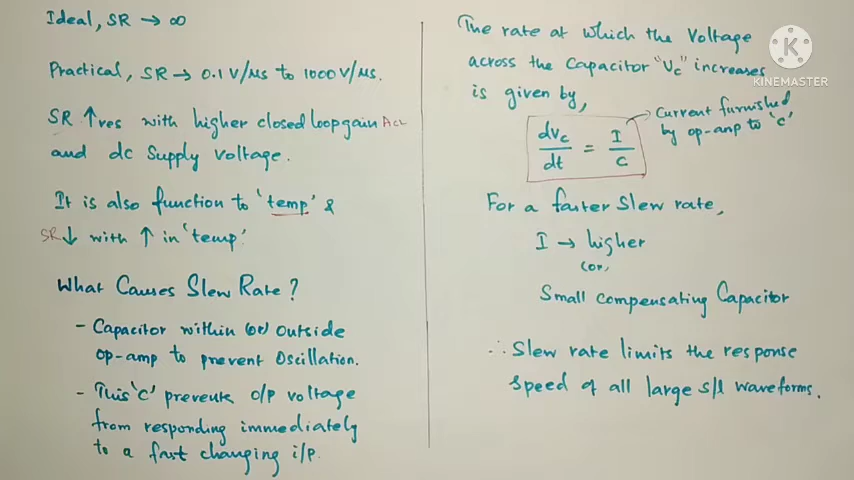 Ideal, SR → ∞
Practical, SR → 0.1 V/μs to 1000 V/μs.
SR ↑res with higher closed loop gain ACL
and dc Supply voltage.
It is also function to 'temp' &
SR ↓ with ↑ in 'temp'.
What Causes Slew Rate?
- Capacitor within (or) outside
op-amp to prevent Oscillation.
- This 'C' prevents O/P voltage
from responding immediately
to a fast changing i/P.
The rate at which the Voltage
across the Capacitor "Vc" increases
is given by,
dvc/dt = I/C
→ Current furnished
by op-amp to 'C'
For a faster Slew rate,
I → higher
(or)
Small compensating Capacitor
∴ Slew rate limits the response
speed of all large s/l waveforms.
K
KINEMASTER